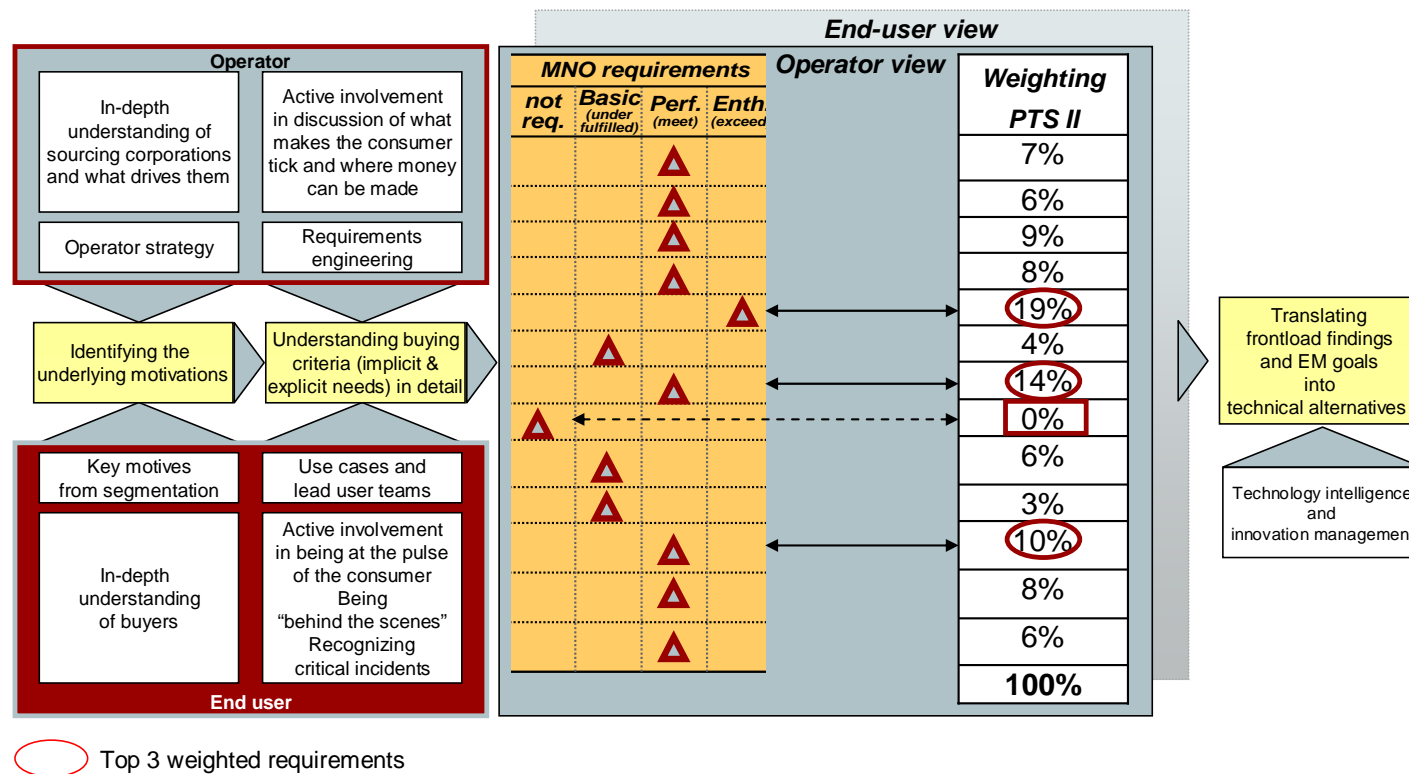 End-user view
Operator
In-depth
understanding of
sourcing corporations
and what drives them
Active involvement
in discussion of what
makes the consumer
tick and where money
can be made
Operator strategy
Requirements
engineering
Identifying the
underlying motivations
Understanding buying
criteria (implicit &
explicit needs) in detail
Key motives
from segmentation
Use cases and
lead user teams
In-depth
understanding
of buyers
Active involvement
in being at the pulse
of the consumer
Being
“behind the scenes”
Recognizing
critical incidents
End user
MNO requirements
Operator view
not
req.
Basic
(under
fulfilled)
Perf.
(meet)
Enth.
(exceed
Weighting
PTS II
7%
6%
9%
8%
19%
4%
14%
0%
6%
3%
10%
8%
6%
100%
Translating
frontload findings
and EM goals
into
technical alternatives
Technology intelligence
and
innovation management
Top 3 weighted requirements